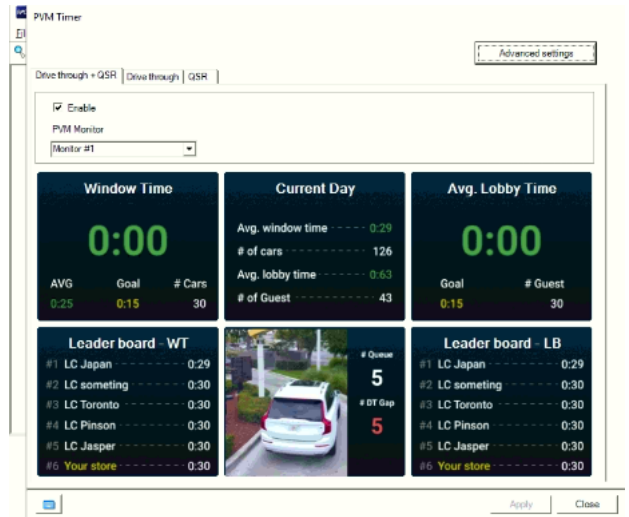 PVM Timer
Advanced settings
Drive through + QSR Drive through QSR
Enable
PVM Monitor
Monitor #1
Window Time
0:00
AVG Goal # Cars
0:25 0:15 30
Current Day
Avg. window time 0:29
# of cars 126
Avg. lobby time 0:63
# of Guest 43
Avg. Lobby Time
0:00
Goal # Guest
0:15 30
Leader board - WT
#1 LC Japan 0:29
#2 LC someting 0:30
#3 LC Toronto 0:30
#4 LC Pinson 0:30
#5 LC Jasper 0:30
#6 Your store 0:30
# Queue
5
# DT Gap
5
Leader board - LB
#1 LC Japan 0:29
#2 LC someting 0:30
#3 LC Toronto 0:30
#4 LC Pinson 0:30
#5 LC Jasper 0:30
#6 Your store 0:30
Apply Close